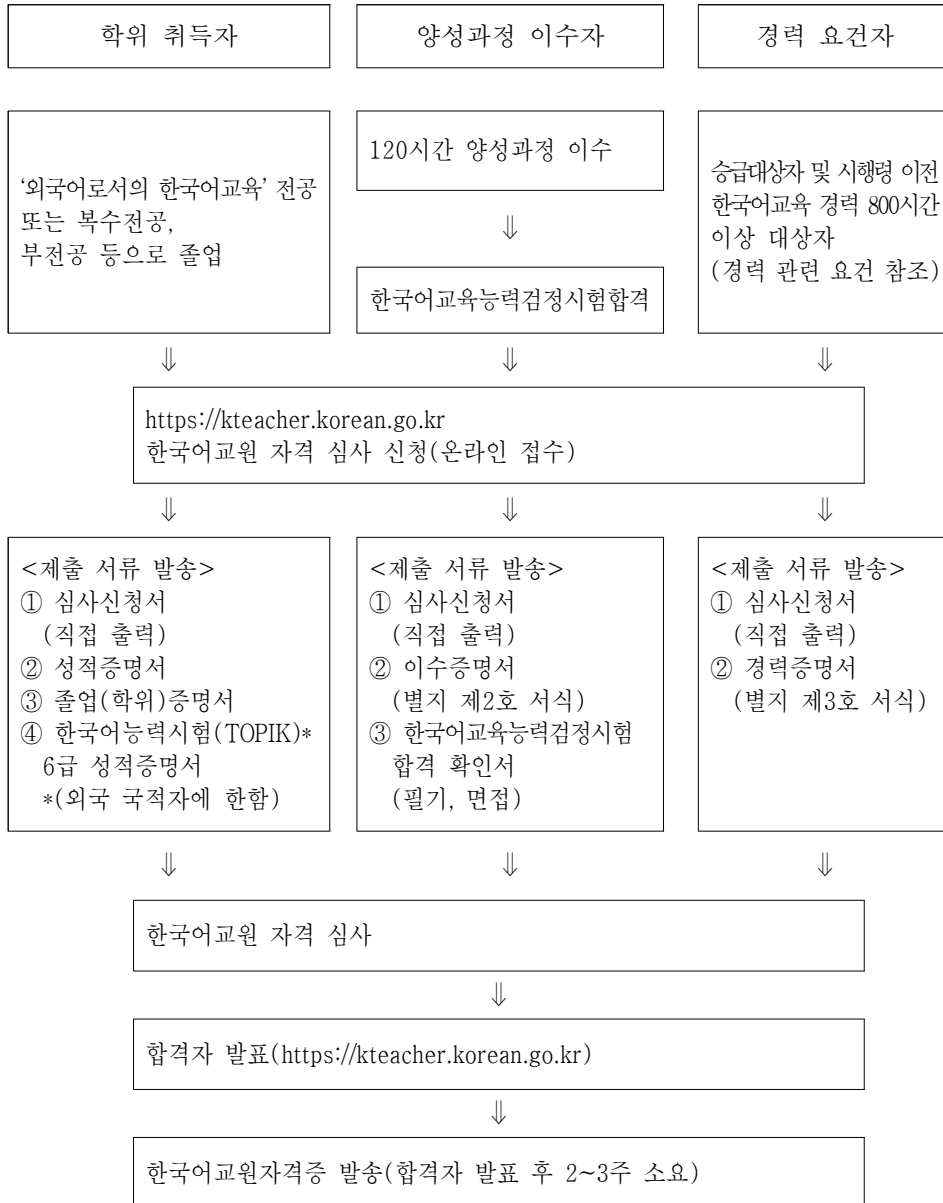 학위 취득자
양성과정 이수자
경력 요건자
'외국어로서의 한국어교육' 전공
또는 복수전공,
부전공 등으로 졸업
120시간 양성과정 이수
⇓
한국어교육능력검정시험합격
승급대상자 및 시행령 이전
한국어교육 경력 800시간
이상 대상자
(경력 관련 요건 참조)
⇓ ⇓ ⇓
https://kteacher.korean.go.kr
한국어교원 자격 심사 신청(온라인 접수)
⇓ ⇓ ⇓
<제출 서류 발송>
① 심사신청서
(직접 출력)
② 성적증명서
③ 졸업(학위)증명서
④ 한국어능력시험(TOPIK)*
6급 성적증명서
*(외국 국적자에 한함)
<제출 서류 발송>
① 심사신청서
(직접 출력)
② 이수증명서
(별지 제2호 서식)
③ 한국어교육능력검정시험
합격 확인서
(필기, 면접)
<제출 서류 발송>
① 심사신청서
(직접 출력)
② 경력증명서
(별지 제3호 서식)
⇓ ⇓ ⇓
한국어교원 자격 심사
⇓
합격자 발표(https://kteacher.korean.go.kr)
⇓
한국어교원자격증 발송(합격자 발표 후 2~3주 소요)